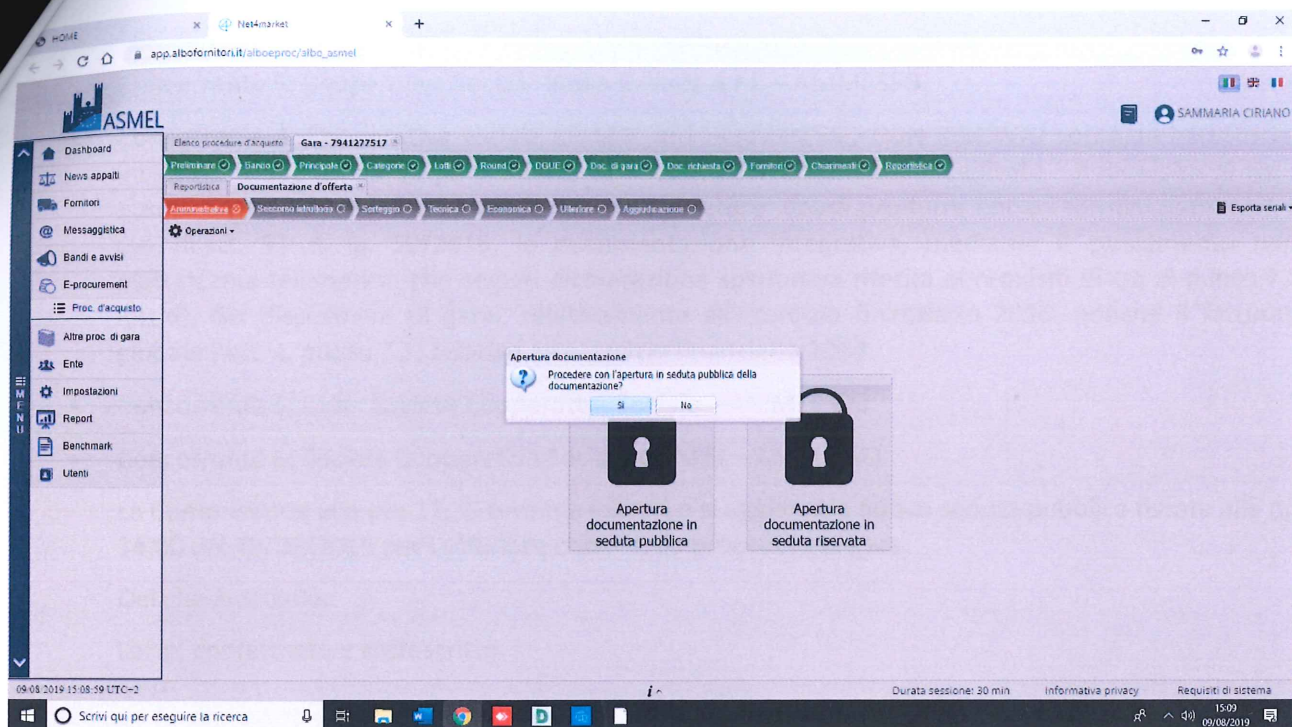 HOME
Net4market
app.albofornitori.it/alboeproc/albo_asmel
ASMEL
SAMMARIA CIRIANO
Dashboard
News appalti
Fornitori
Messaggistica
Bandi e avvisi
E-procurement
Proc. d'acquisto
Altre proc. di gara
Ente
Impostazioni
Report
Benchmark
Utenti
MENU
Elenco procedure d'acquisto
Gara - 7941277517
Preliminare
Bando
Principale
Categorie
Lotti
Round
DGUE
Doc. di gara
Doc. richiesta
Fornitori
Chiarimenti
Reportistica
Reportistica
Documentazione d'offerta
Amministrativa
Soccorso istruttorio
Sorteggio
Tecnica
Economica
Ulteriore
Aggiudicazione
Esporta seriali
Operazioni
Apertura documentazione
Procedere con l'apertura in seduta pubblica della
documentazione?
Si
No
Apertura
documentazione in
seduta pubblica
Apertura
documentazione in
seduta riservata
09/08/2019 15:08:59 UTC+2
Durata sessione: 30 min
Informativa privacy
Requisiti di sistema
Scrivi qui per eseguire la ricerca
15:09
09/08/2019